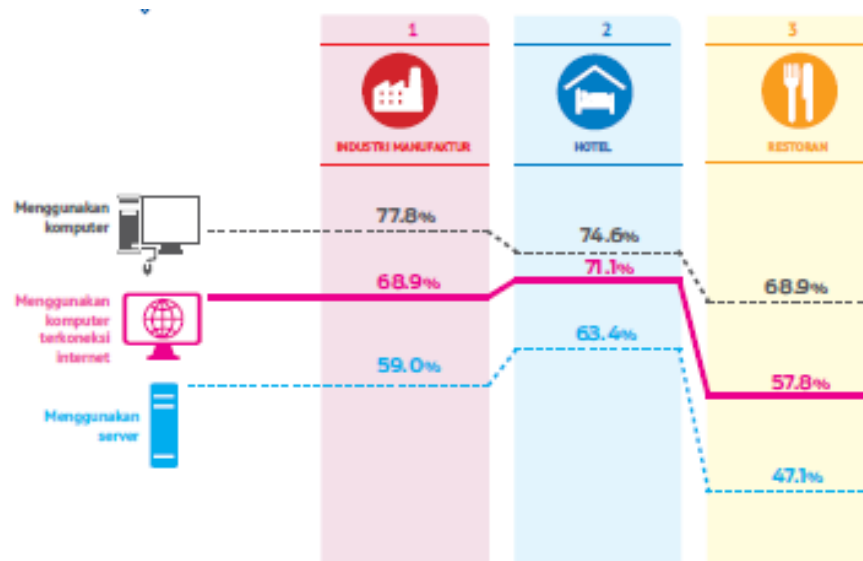 1
2
3
INDUSTRI MANUFAKTUR
HOTEL
RESTORAN
Menggunakan
komputer
77.8%
74.6%
68.9%
Menggunakan
komputer
terkoneksi
internet
68.9%
71.1%
57.8%
Menggunakan
server
59.0%
63.4%
47.1%